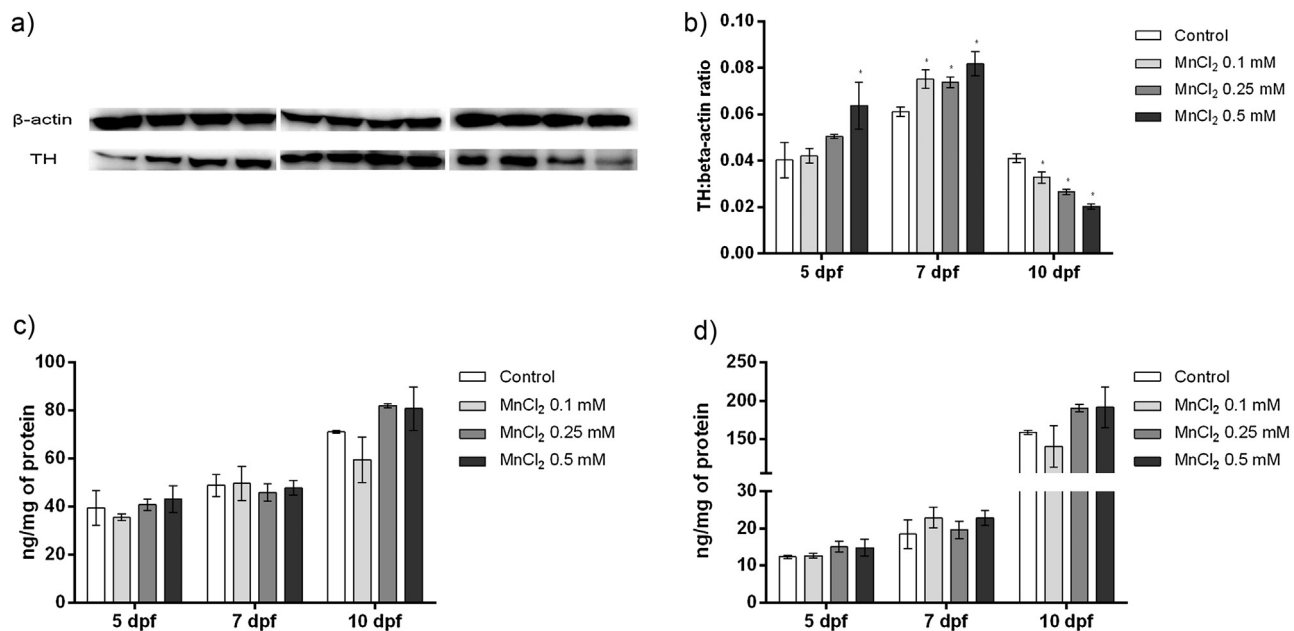 a)
β-actin
TH
b)
TH:beta-actin ratio
0.10
0.08
0.06
0.04
0.02
0.00
* * * * * * *
5 dpf 7 dpf 10 dpf
Control
MnCl2 0.1 mM
MnCl2 0.25 mM
MnCl2 0.5 mM
c)
ng/mg of protein
100
80
60
40
20
0
5 dpf 7 dpf 10 dpf
Control
MnCl2 0.1 mM
MnCl2 0.25 mM
MnCl2 0.5 mM
d)
ng/mg of protein
250
200
150
100
30
20
10
0
5 dpf 7 dpf 10 dpf
Control
MnCl2 0.1 mM
MnCl2 0.25 mM
MnCl2 0.5 mM